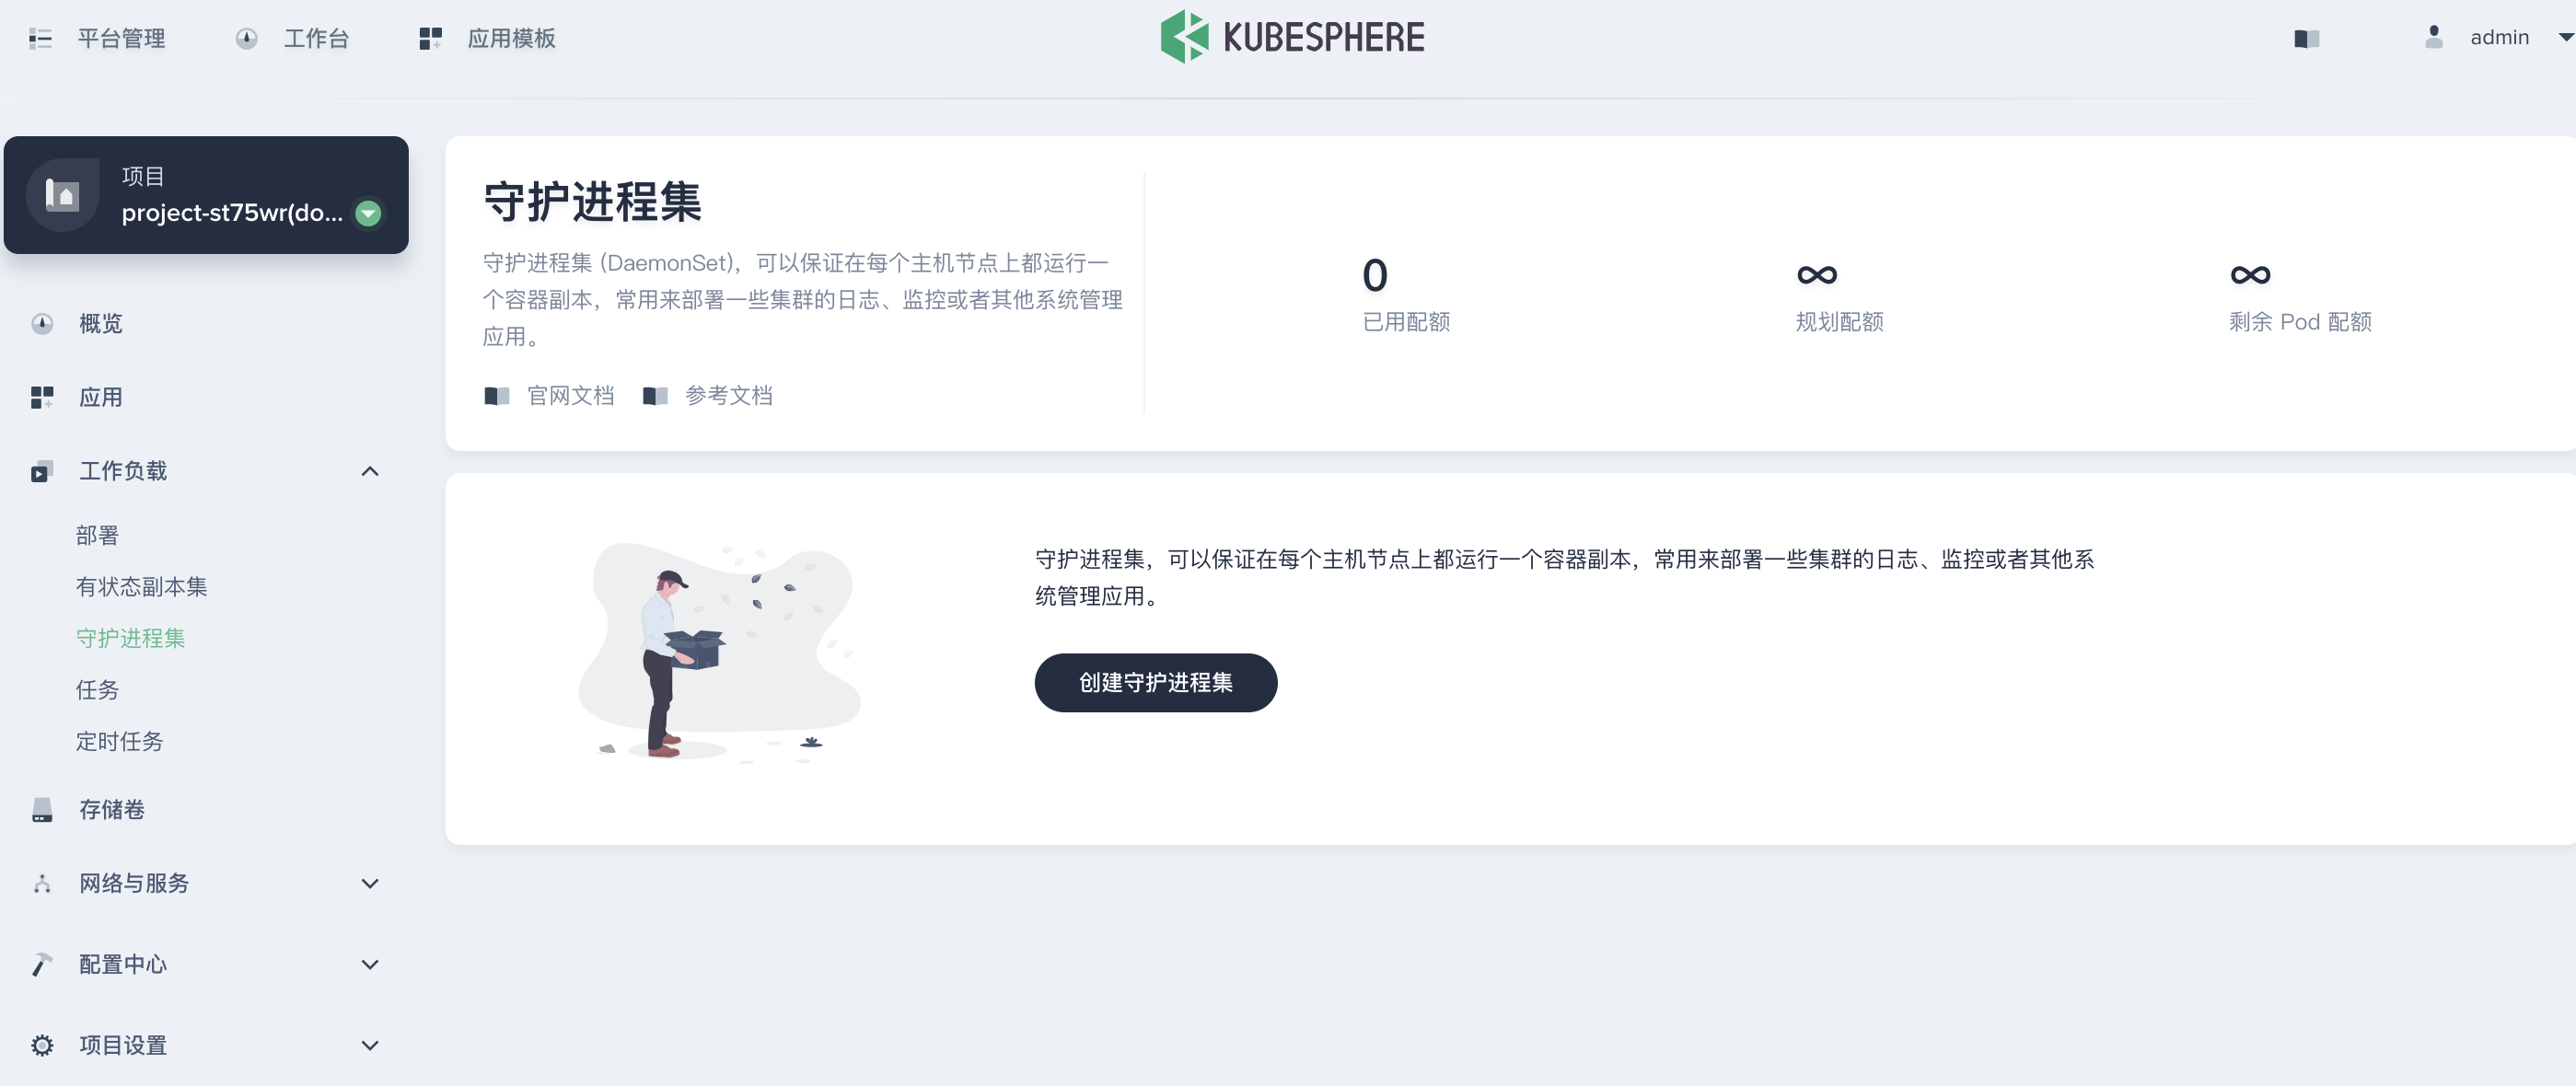 平台管理
工作台
应用模板
KUBESPHERE
admin
项目
project-st75wr(do...
概览
应用
工作负载
部署
有状态副本集
守护进程集
任务
定时任务
存储卷
网络与服务
配置中心
项目设置
守护进程集
守护进程集 (DaemonSet)，可以保证在每个主机节点上都运行一
个容器副本，常用来部署一些集群的日志、监控或者其他系统管理
应用。
官网文档
参考文档
0
已用配额
∞
规划配额
∞
剩余 Pod 配额
守护进程集，可以保证在每个主机节点上都运行一个容器副本，常用来部署一些集群的日志、监控或者其他系
统管理应用。
创建守护进程集